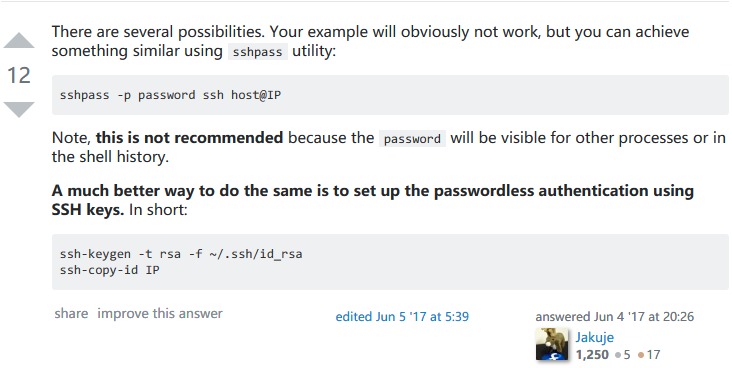 There are several possibilities. Your example will obviously not work, but you can achieve
something similar using sshpass utility:
12
sshpass -p password ssh host@IP
Note, this is not recommended because the password will be visible for other processes or in
the shell history.
A much better way to do the same is to set up the passwordless authentication using
SSH keys. In short:
ssh-keygen -t rsa -f ~/.ssh/id_rsa
ssh-copy-id IP
share improve this answer
edited Jun 5 '17 at 5:39
answered Jun 4 '17 at 20:26
Jakuje
1,250 ●5 ●17